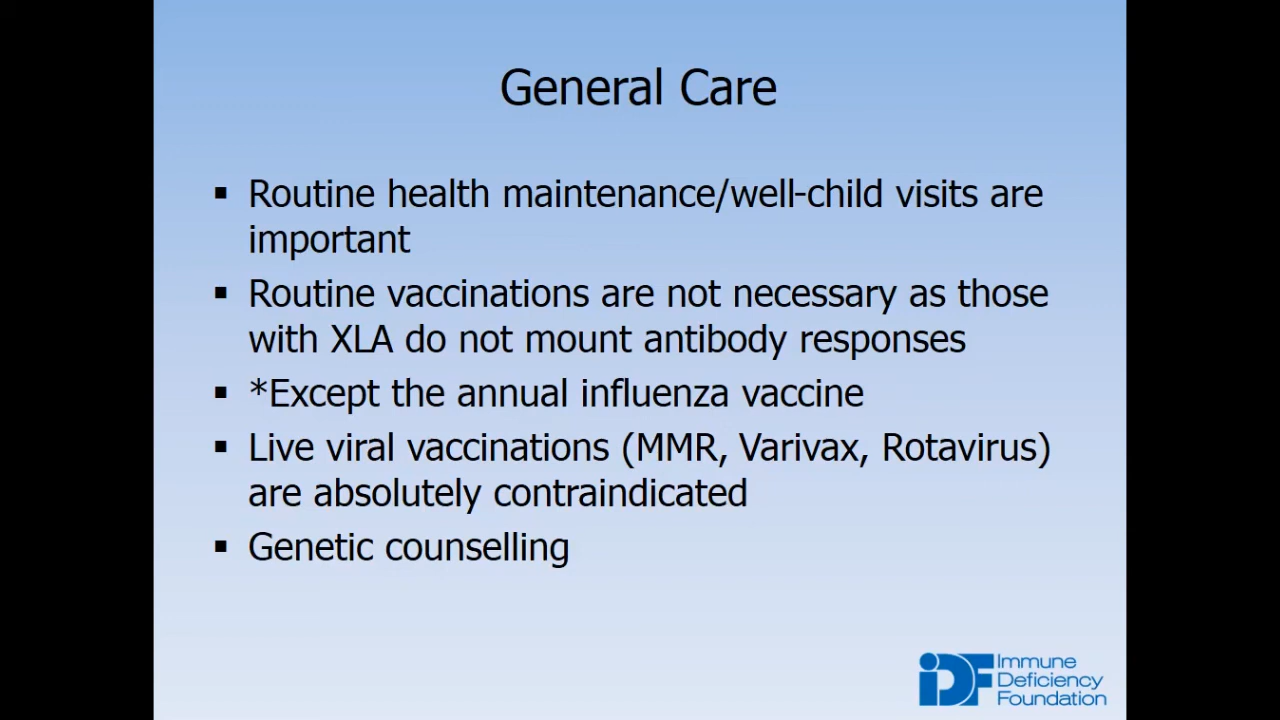 General Care
▪ Routine health maintenance/well-child visits are
important
▪ Routine vaccinations are not necessary as those
with XLA do not mount antibody responses
▪ *Except the annual influenza vaccine
▪ Live viral vaccinations (MMR, Varivax, Rotavirus)
are absolutely contraindicated
▪ Genetic counselling
IDF Immune
Deficiency
Foundation